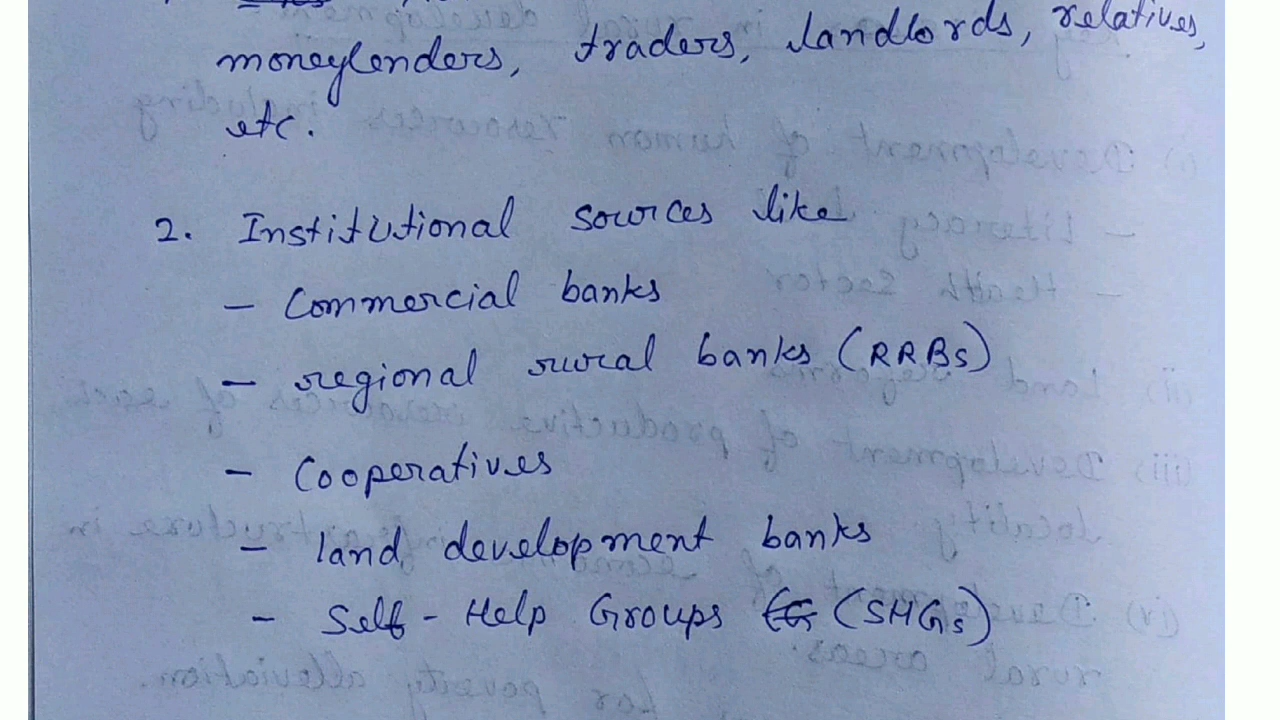 moneylenders, traders, landlords, relatives,
etc.
2. Institutional sources like
- Commercial banks
- regional rural banks (RRBs)
- Cooperatives
- land development banks
- Self-Help Groups (SHGs)